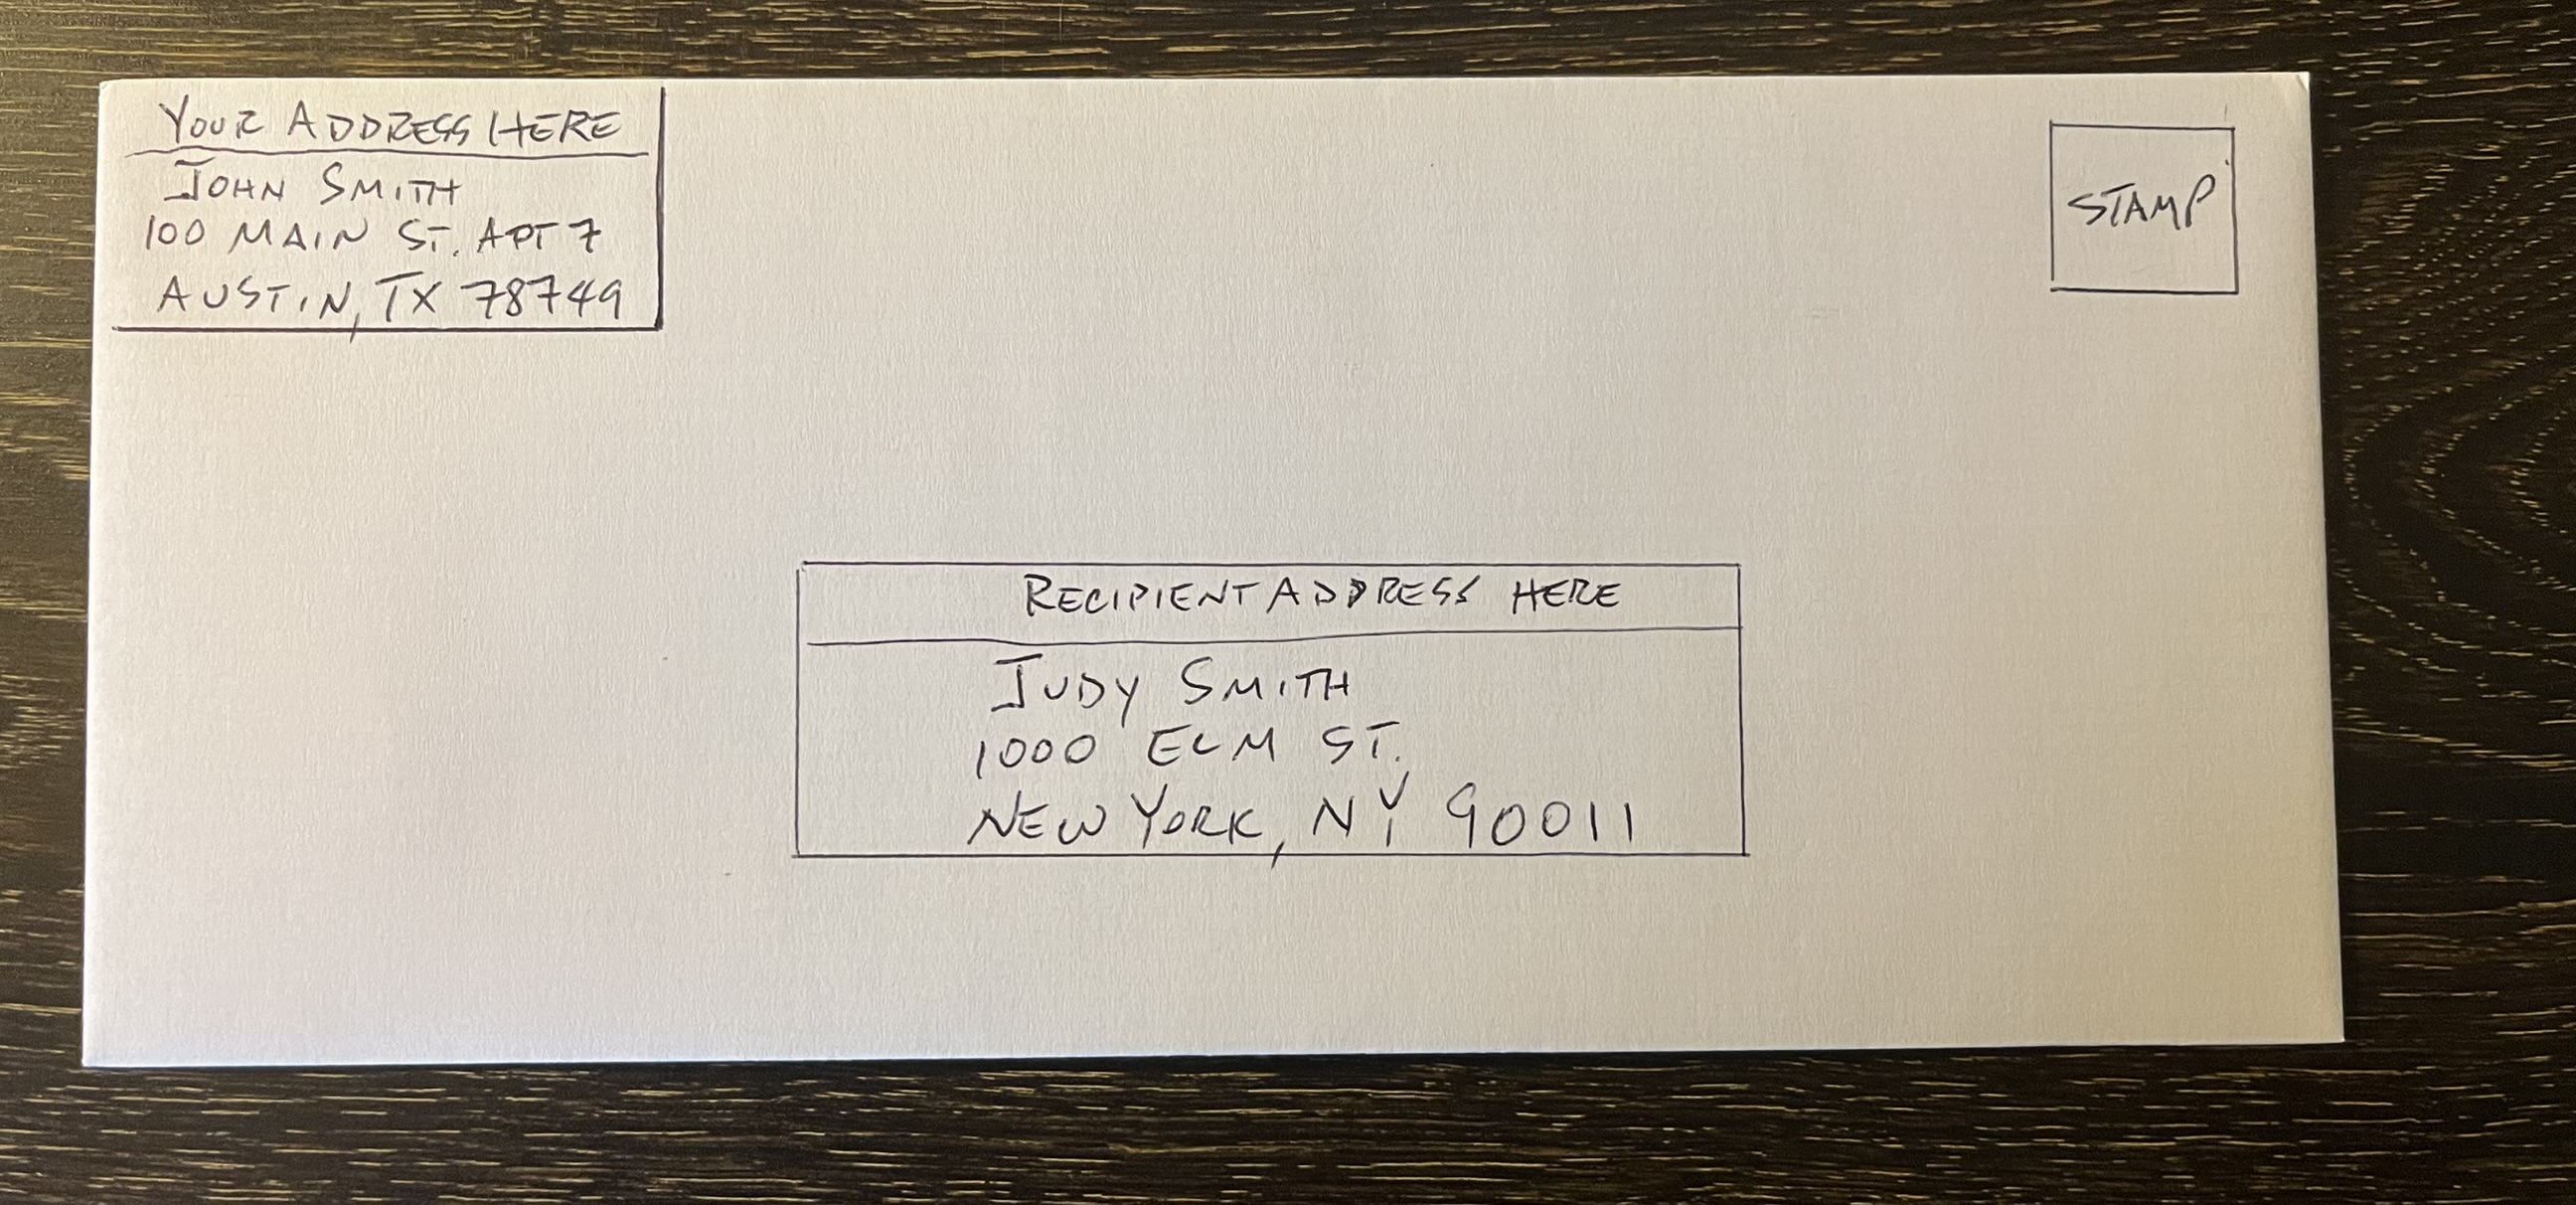 YOUR ADDRESS HERE
JOHN SMITH
100 MAIN ST. APT 7
AUSTIN, TX 78749
STAMP
RECIPIENT ADDRESS HERE
JUDY SMITH
1000 ELM ST.
NEW YORK, NY 90011